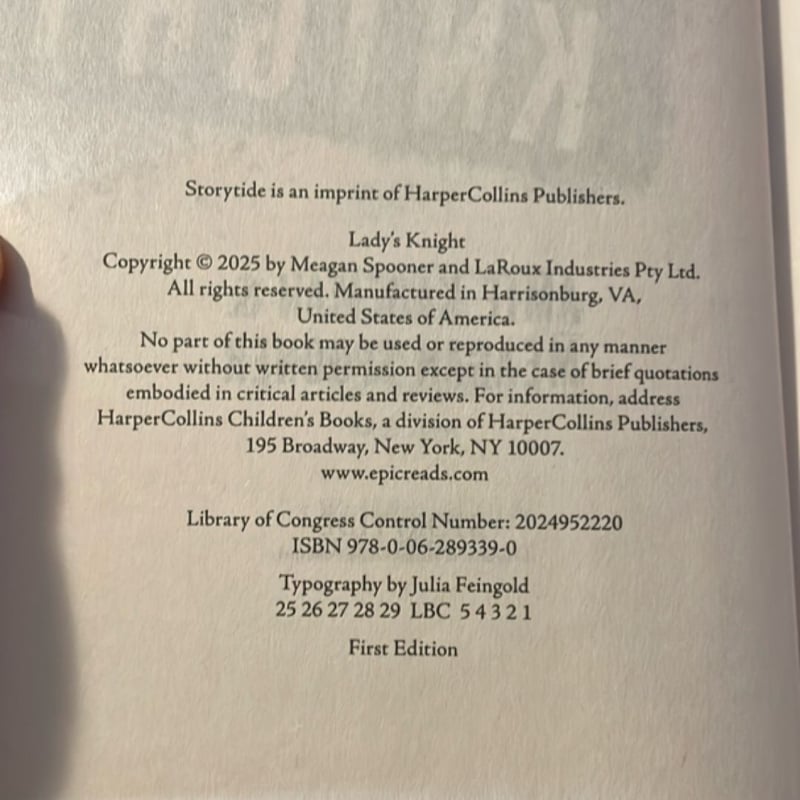 Storytide is an imprint of HarperCollins Publishers.
Lady's Knight
Copyright © 2025 by Meagan Spooner and LaRoux Industries Pty Ltd.
All rights reserved. Manufactured in Harrisonburg, VA,
United States of America.
No part of this book may be used or reproduced in any manner
whatsoever without written permission except in the case of brief quotations
embodied in critical articles and reviews. For information, address
HarperCollins Children's Books, a division of HarperCollins Publishers,
195 Broadway, New York, NY 10007.
www.epicreads.com
Library of Congress Control Number: 2024952220
ISBN 978-0-06-289339-0
Typography by Julia Feingold
25 26 27 28 29 LBC 5 4 3 2 1
First Edition